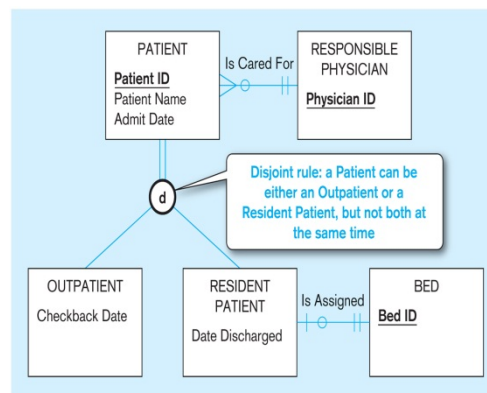 PATIENT
Patient ID
Patient Name
Admit Date
Is Cared For
RESPONSIBLE
PHYSICIAN
Physician ID
d
Disjoint rule: a Patient can be
either an Outpatient or a
Resident Patient, but not both at
the same time
OUTPATIENT
Checkback Date
RESIDENT
PATIENT
Date Discharged
Is Assigned
BED
Bed ID